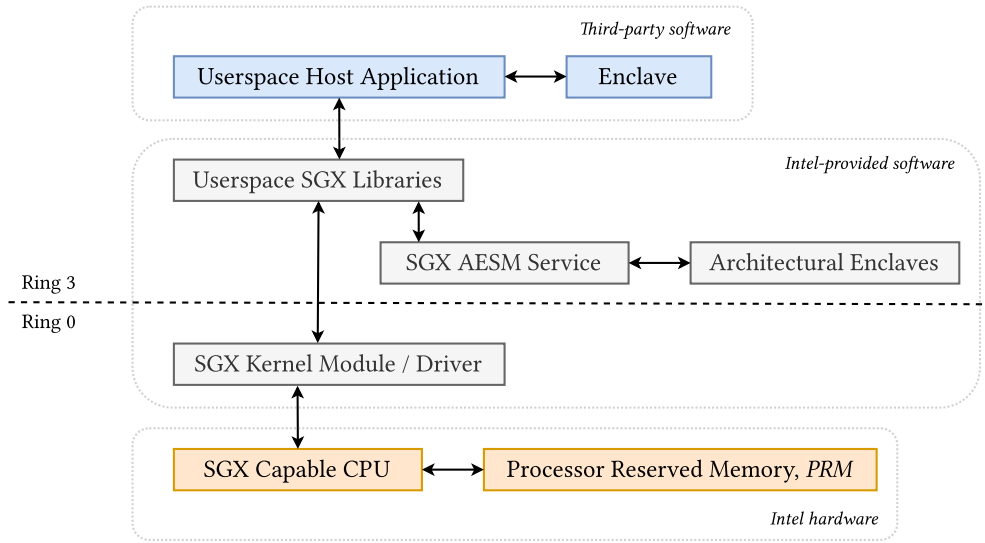 Third-party software
Userspace Host Application
Enclave
Intel-provided software
Userspace SGX Libraries
SGX AESM Service
Architectural Enclaves
Ring 3
Ring 0
SGX Kernel Module / Driver
SGX Capable CPU
Processor Reserved Memory, PRM
Intel hardware